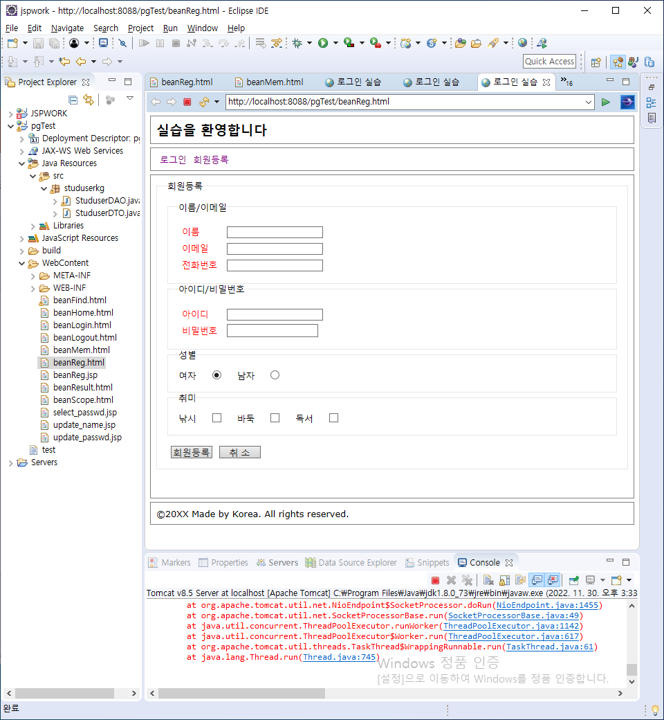 jspwork - http://localhost:8088/pgTest/beanReg.html - Eclipse IDE
File Edit Navigate Search Project Run Window Help
Quick Access
Project Explorer
JSPWORK
pgTest
Deployment Descriptor: pg
JAX-WS Web Services
Java Resources
src
studuserkg
StuduserDAO.java
StuduserDTO.java
Libraries
JavaScript Resources
build
WebContent
META-INF
WEB-INF
beanFind.html
beanHome.html
beanLogin.html
beanLogout.html
beanMem.html
beanReg.html
beanReg.jsp
beanResult.html
beanScope.html
select_passwd.jsp
update_name.jsp
update_passwd.jsp
test
Servers
beanReg.html beanMem.html 로그인 실습 로그인 실습 로그인 실습 »16
http://localhost:8088/pgTest/beanReg.html
실습을 환영합니다
로그인 회원등록
회원등록
이름/이메일
이름
이메일
전화번호
아이디/비밀번호
아이디
비밀번호
성별
여자 남자
취미
낚시 바둑 독서
회원등록 취 소
©20XX Made by Korea. All rights reserved.
Markers Properties Servers Data Source Explorer Snippets Console
Tomcat v8.5 Server at localhost [Apache Tomcat] C:₩Program Files₩Java₩jdk1.8.0_73₩jre₩bin₩javaw.exe (2022. 11. 30. 오후 3:33
at org.apache.tomcat.util.net.NioEndpoint$SocketProcessor.doRun(NioEndpoint.java:1455)
at org.apache.tomcat.util.net.SocketProcessorBase.run(SocketProcessorBase.java:49)
at java.util.concurrent.ThreadPoolExecutor.runWorker(ThreadPoolExecutor.java:1142)
at java.util.concurrent.ThreadPoolExecutor$Worker.run(ThreadPoolExecutor.java:617)
at org.apache.tomcat.util.threads.TaskThread$WrappingRunnable.run(TaskThread.java:61)
at java.lang.Thread.run(Thread.java:745)
Windows 정품 인증
[설정]으로 이동하여 Windows를 정품 인증합니다.
완료